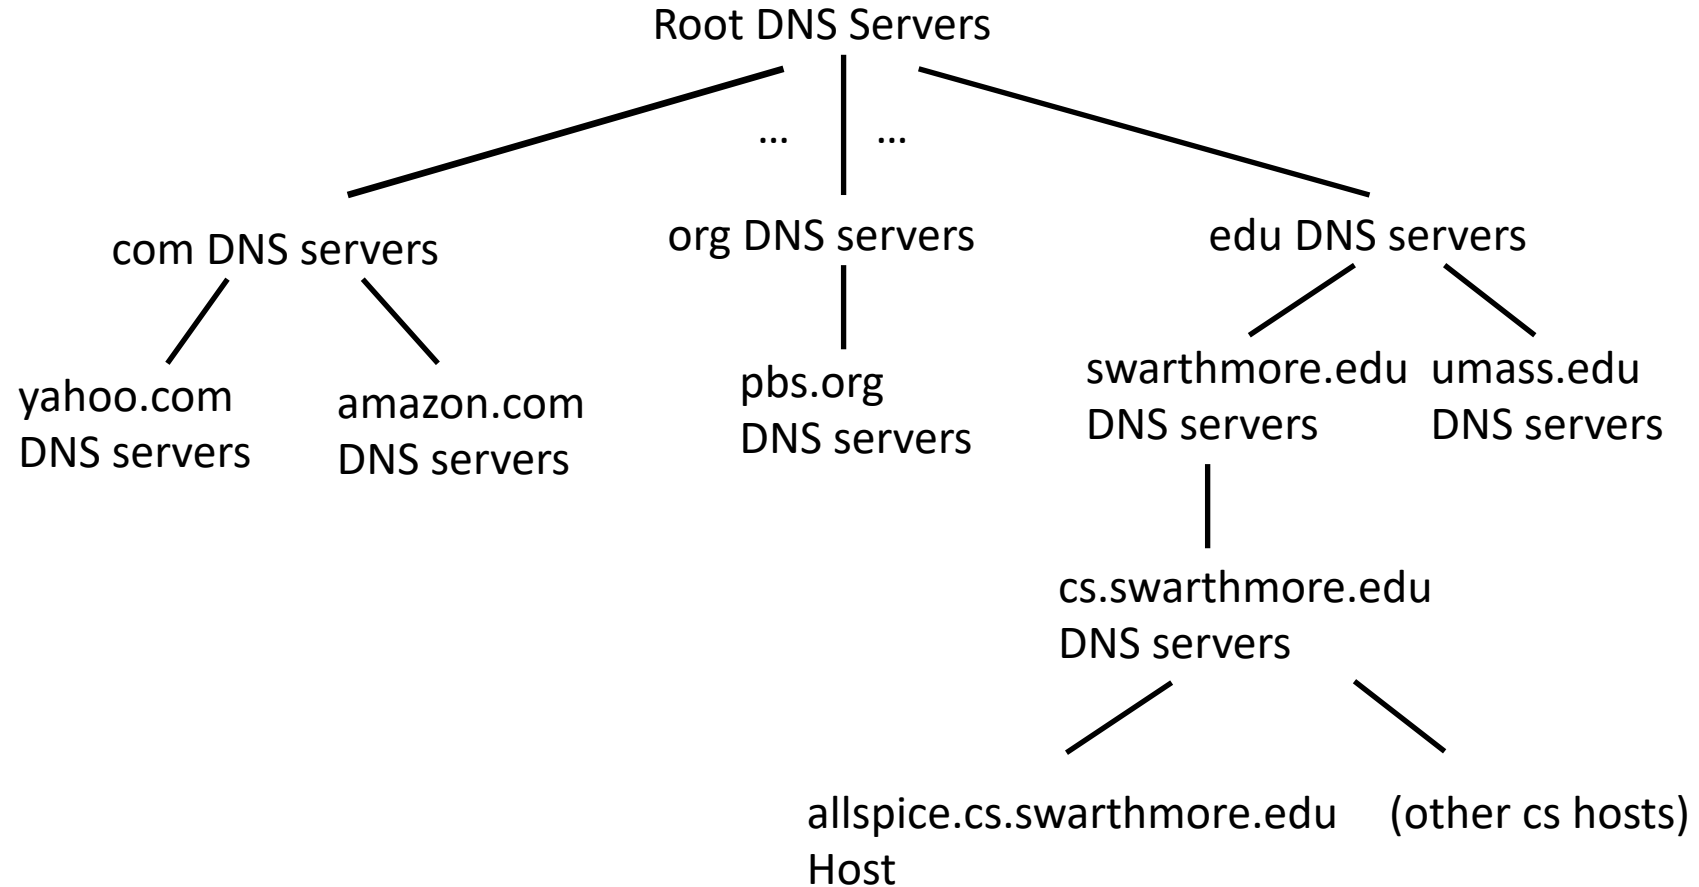 Root DNS Servers
... ...
com DNS servers
org DNS servers
edu DNS servers
yahoo.com
DNS servers
amazon.com
DNS servers
pbs.org
DNS servers
swarthmore.edu
DNS servers
umass.edu
DNS servers
cs.swarthmore.edu
DNS servers
allspice.cs.swarthmore.edu
Host
(other cs hosts)